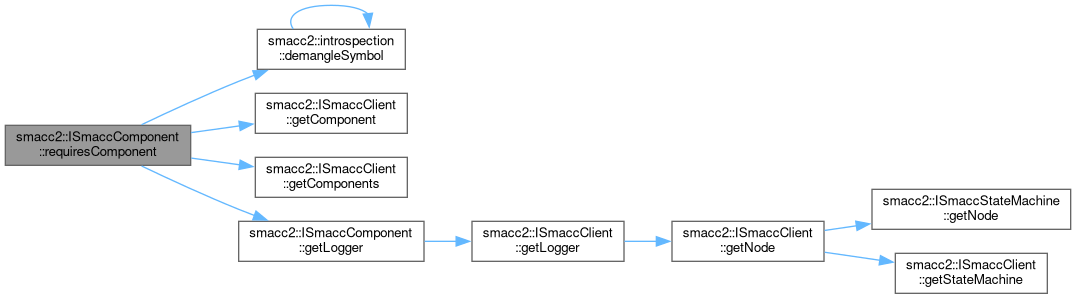 smacc2::ISmaccComponent
::requiresComponent
smacc2::introspection
::demangleSymbol
smacc2::ISmaccClient
::getComponent
smacc2::ISmaccClient
::getComponents
smacc2::ISmaccComponent
::getLogger
smacc2::ISmaccClient
::getLogger
smacc2::ISmaccClient
::getNode
smacc2::ISmaccStateMachine
::getNode
smacc2::ISmaccClient
::getStateMachine